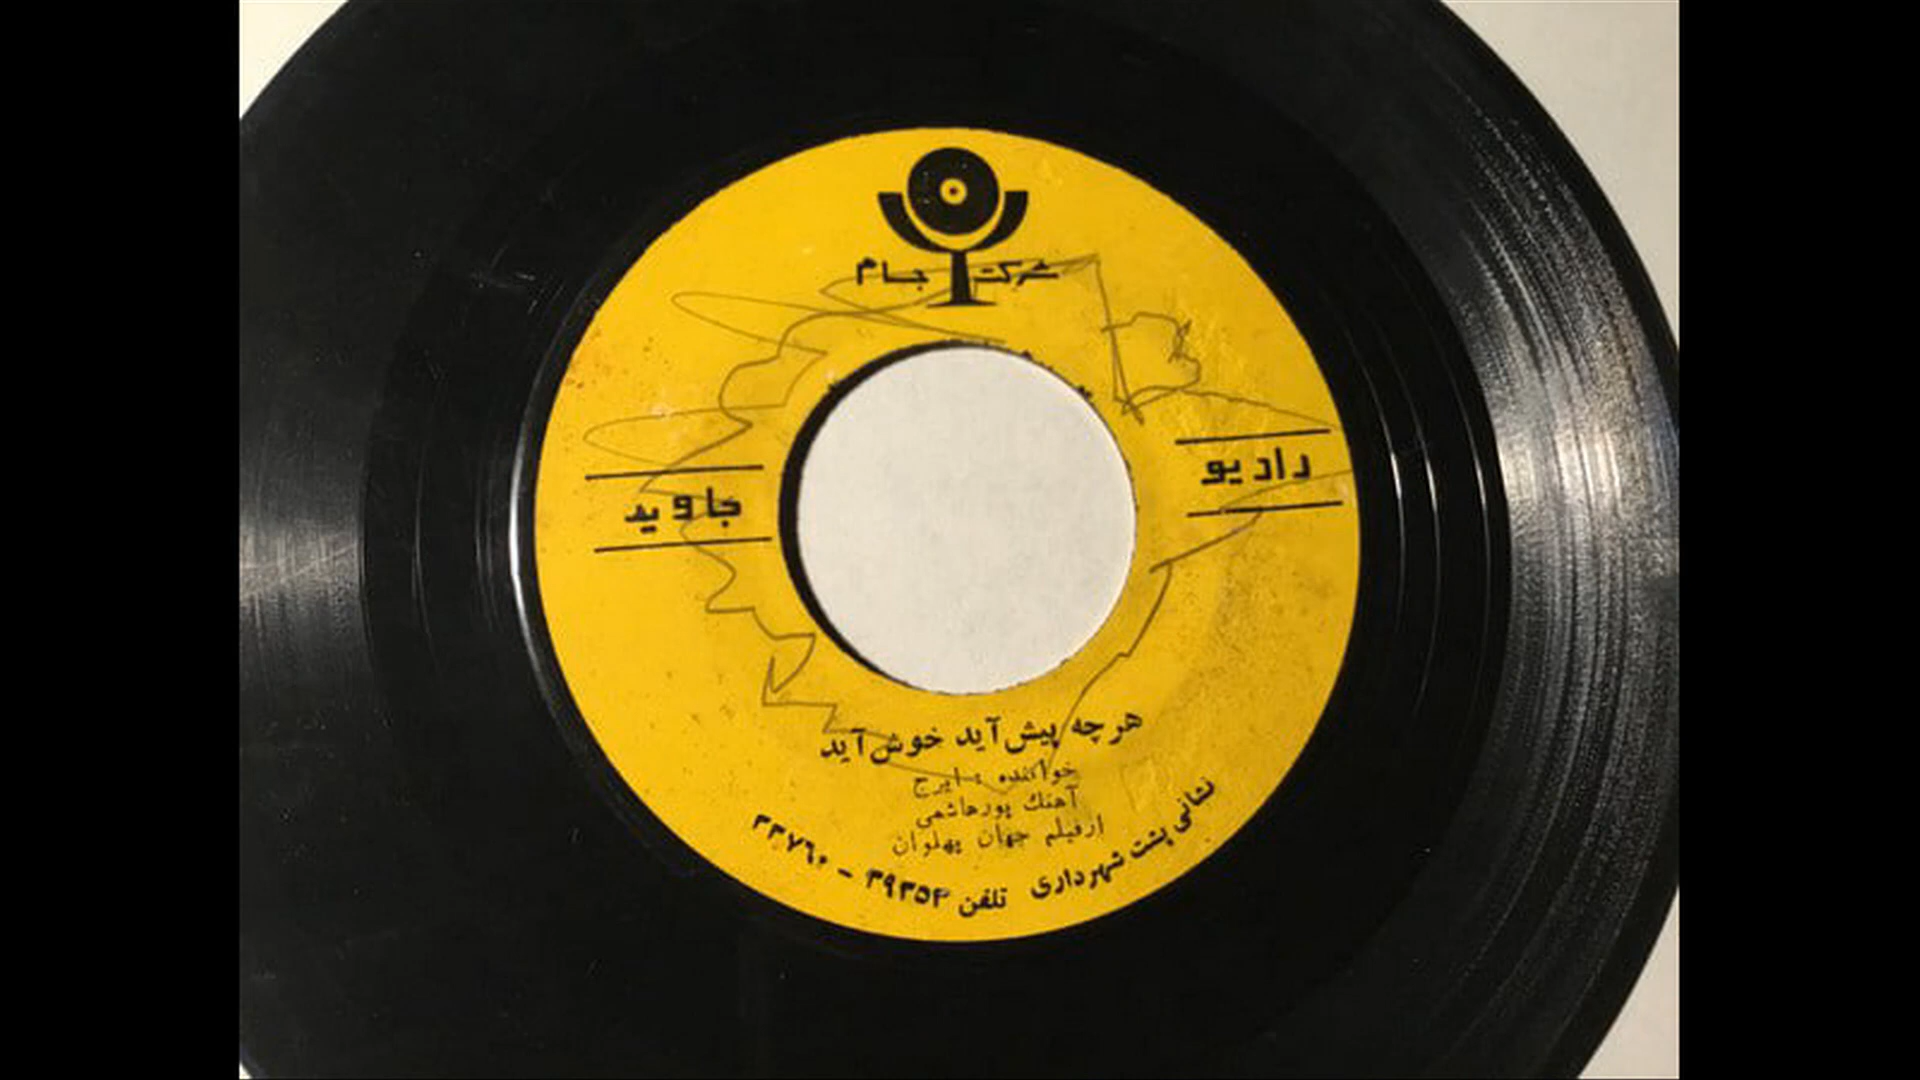 شرکت جام
رادیو
جاوید
هرچه پیش آید خوش آید
خواننده : ایرج
آهنگ پورهاشمی
ازفیلم جهان پهلوان
نشانی پشت شهرداری تلفن ۳۹۳۵۴ - ۳۳۷۶۰